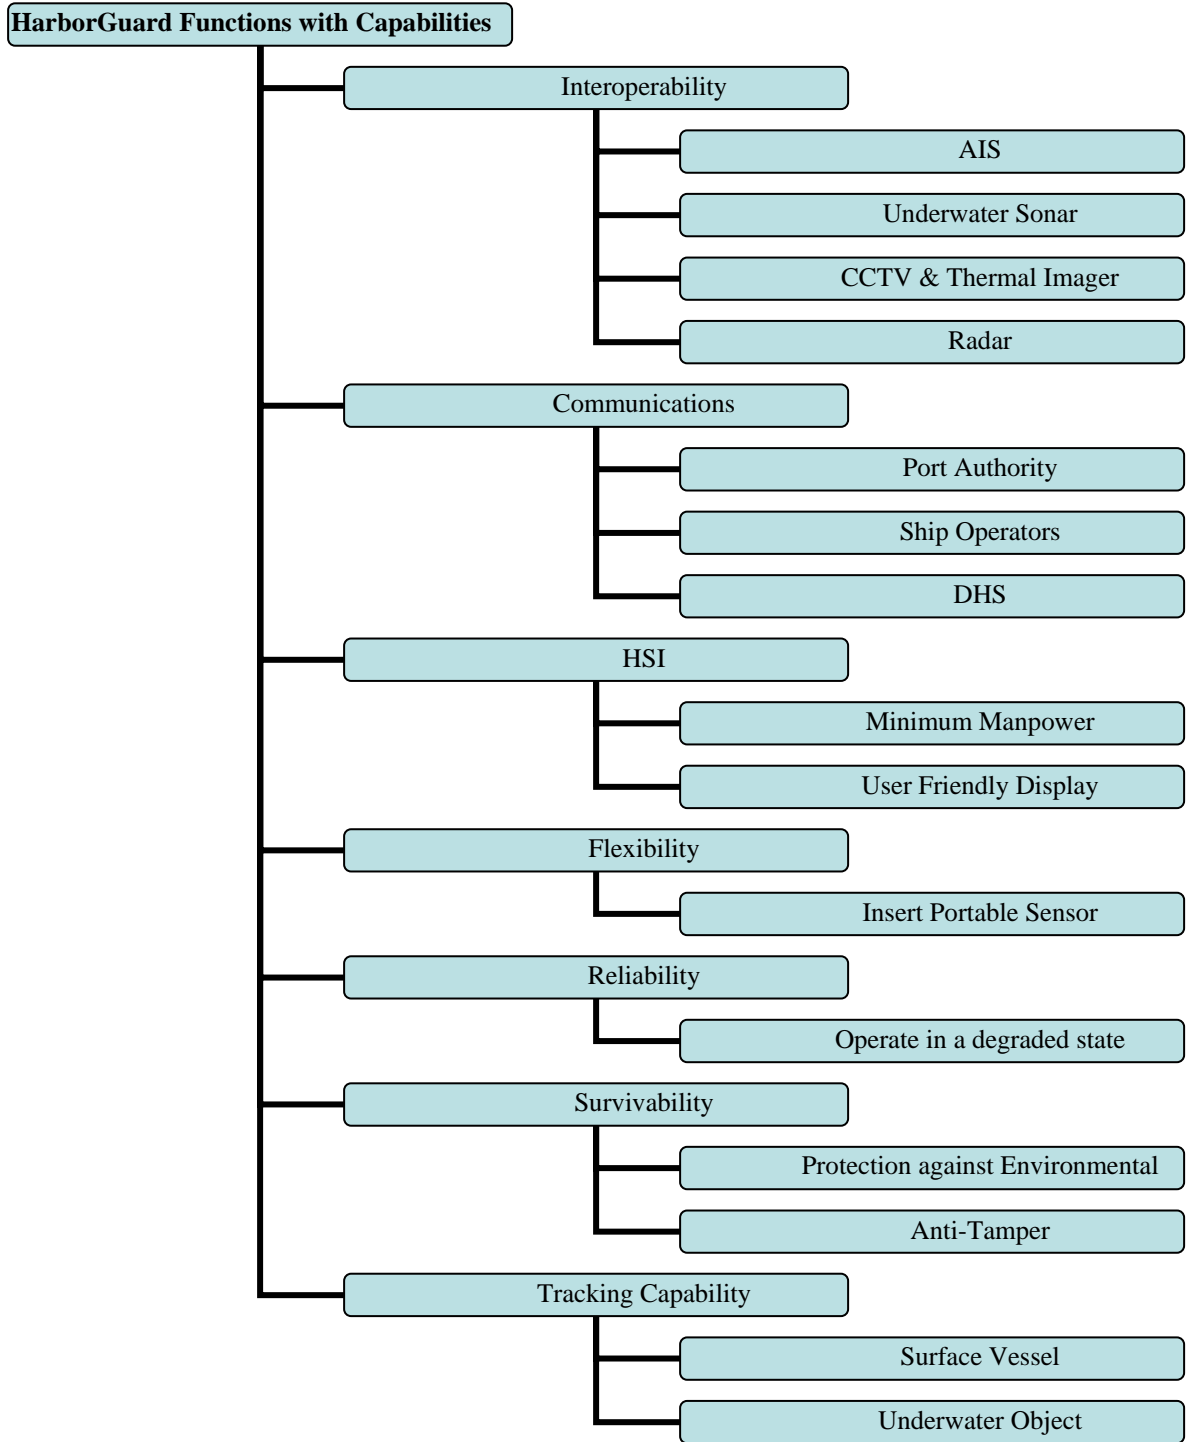 HarborGuard Functions with Capabilities
Interoperability
AIS
Underwater Sonar
CCTV & Thermal Imager
Radar
Communications
Port Authority
Ship Operators
DHS
HSI
Minimum Manpower
User Friendly Display
Flexibility
Insert Portable Sensor
Reliability
Operate in a degraded state
Survivability
Protection against Environmental
Anti-Tamper
Tracking Capability
Surface Vessel
Underwater Object